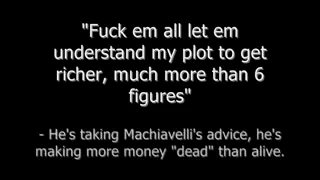 "Fuck em all let em
understand my plot to get
richer, much more than 6
figures"
- He's taking Machiavelli's advice, he's
making more money "dead" than alive.